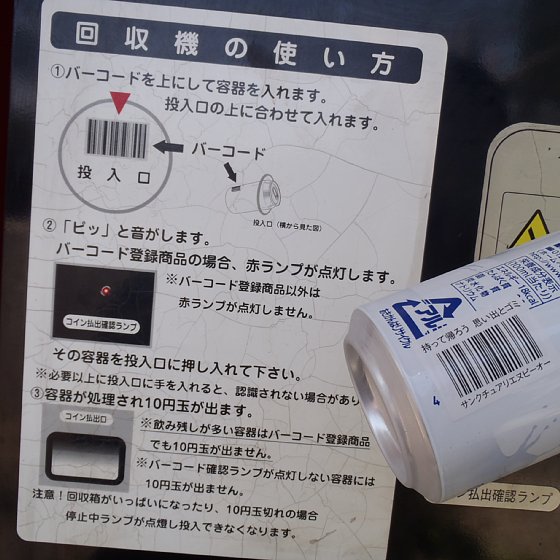 回収機の使い方
①バーコードを上にして容器を入れます。
投入口の上に合わせて入れます。
バーコード
投入口
投入口（横から見た図）
②「ピッ」と音がします。
バーコード登録商品の場合、赤ランプが点灯します。
※バーコード登録商品以外は
赤ランプが点灯しません。
コイン払出確認ランプ
その容器を投入口に押し入れて下さい。
※必要以上に投入口に手を入れると、認識されない場合があり
③容器が処理され10円玉が出ます。
コイン払出口
※飲み残しが多い容器はバーコード登録商品
でも10円玉が出ません。
※バーコード確認ランプが点灯しない容器には
10円玉が出ません。
注意！回収箱がいっぱいになったり、10円玉切れの場合
停止中ランプが点燈し投入できなくなります。
アルミ
おさけはリサイクル
持って帰ろう 思い出とゴミ
サンクチュアリエヌピーオー
イン払出確認ランプ